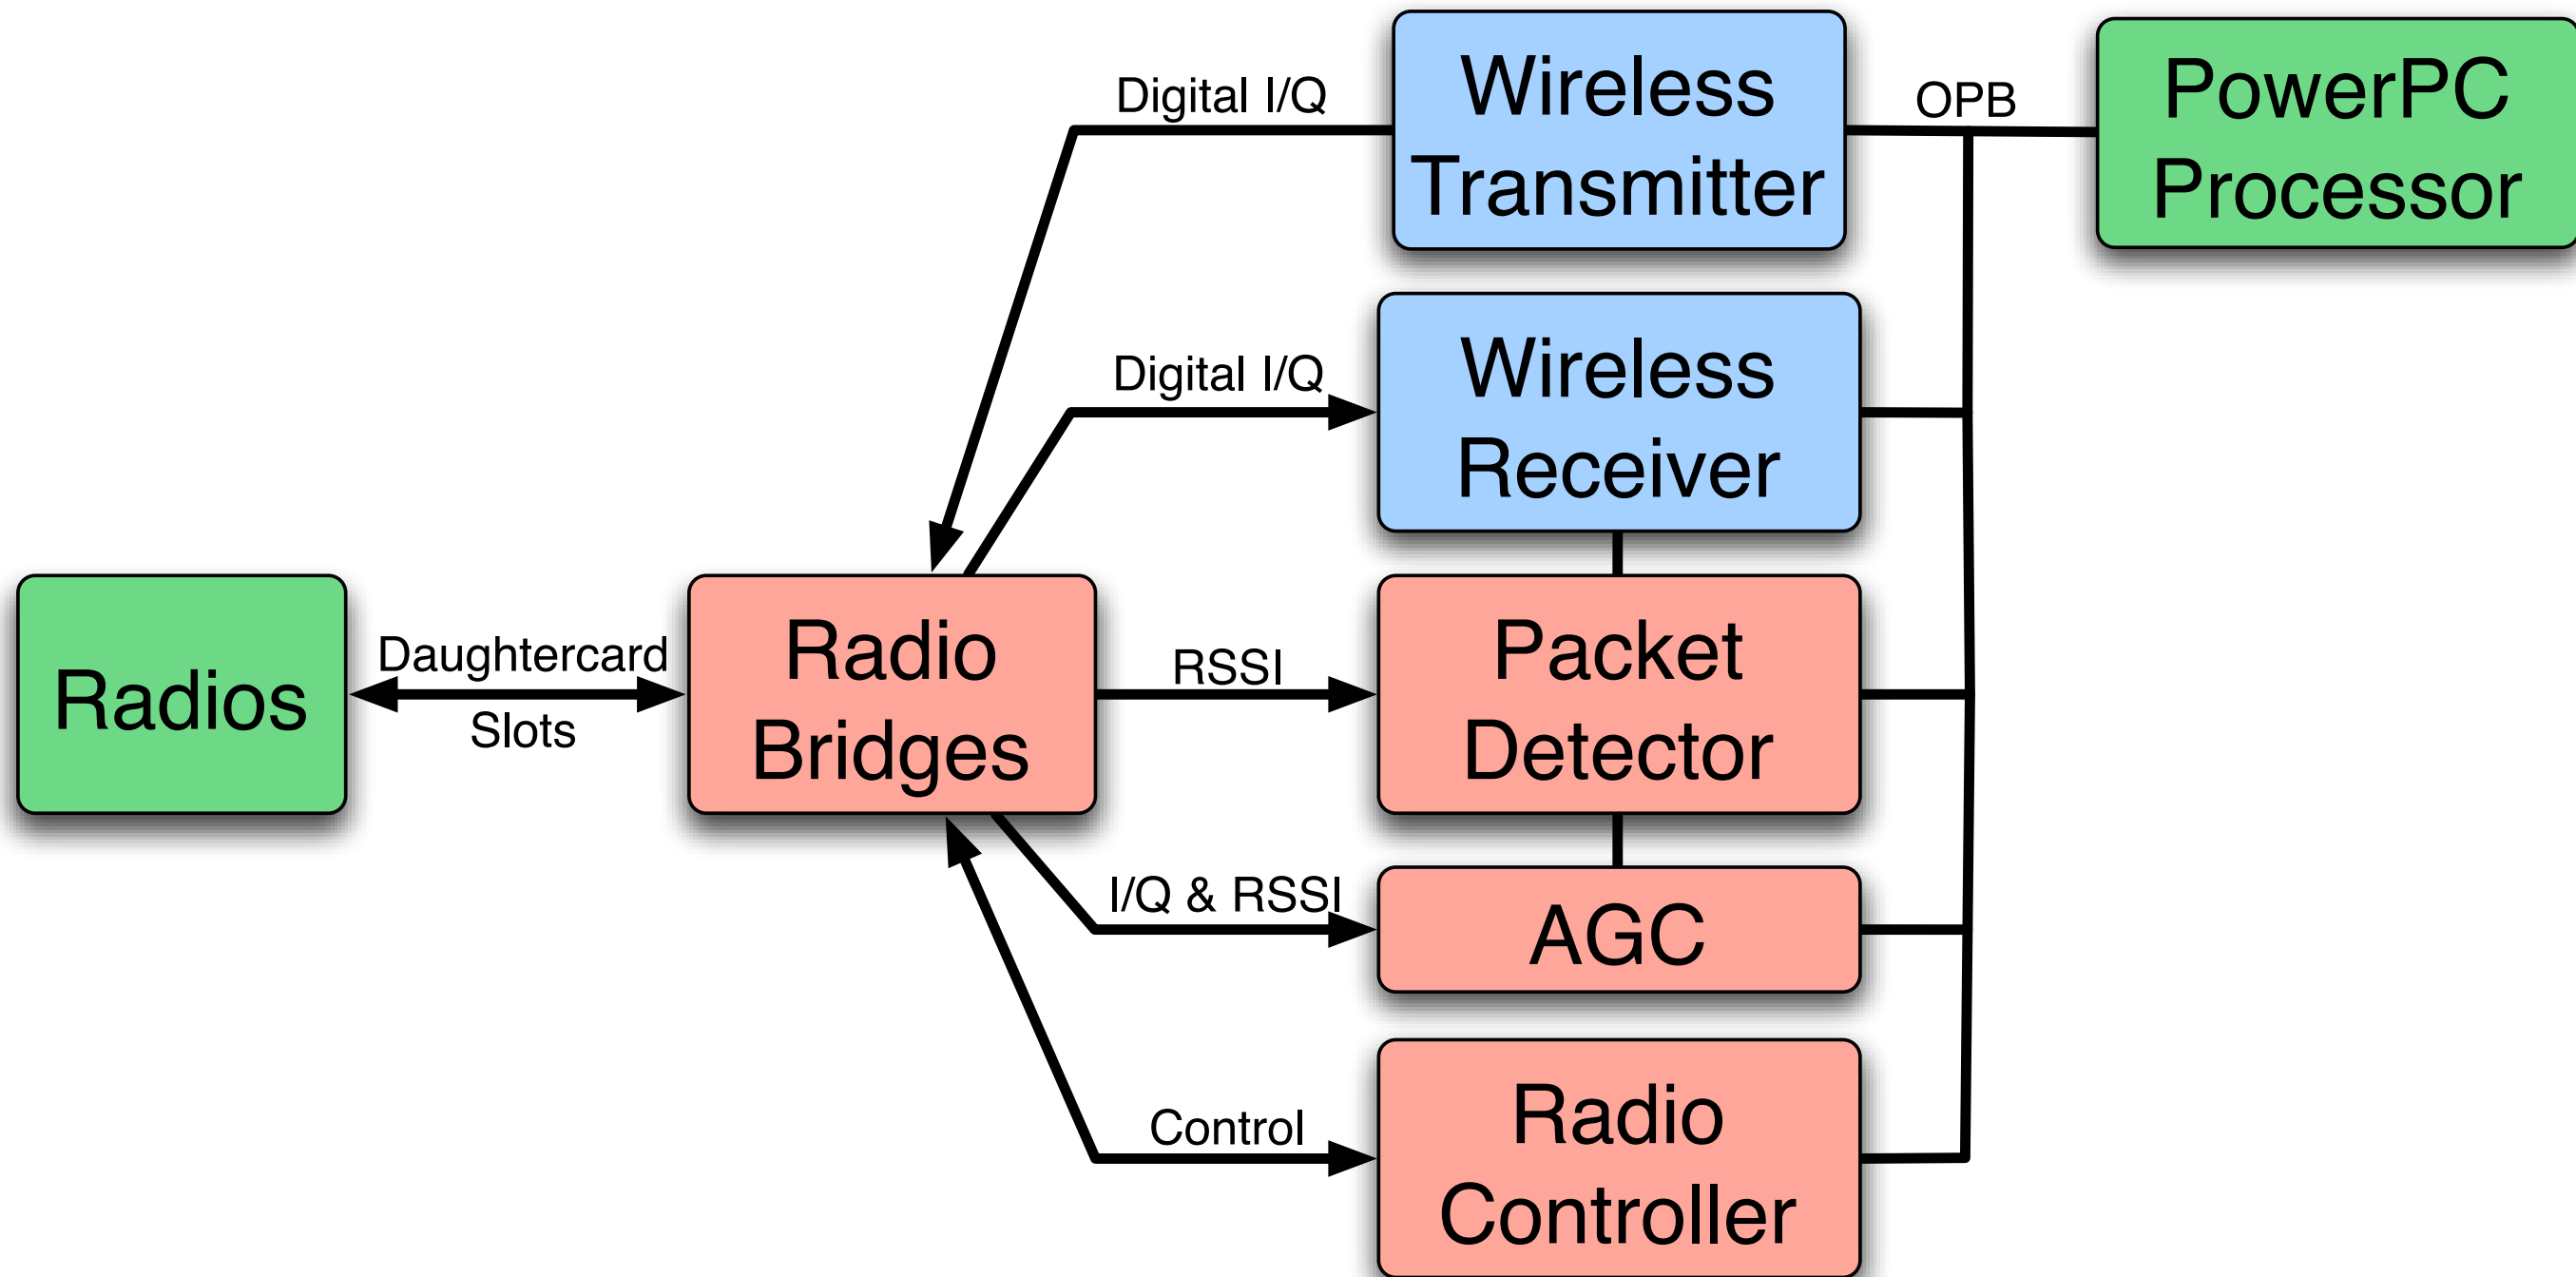 Digital I/Q
Wireless
Transmitter
OPB
PowerPC
Processor
Digital I/Q
Wireless
Receiver
Radios
Daughtercard
Slots
Radio
Bridges
RSSI
Packet
Detector
I/Q & RSSI
AGC
Control
Radio
Controller